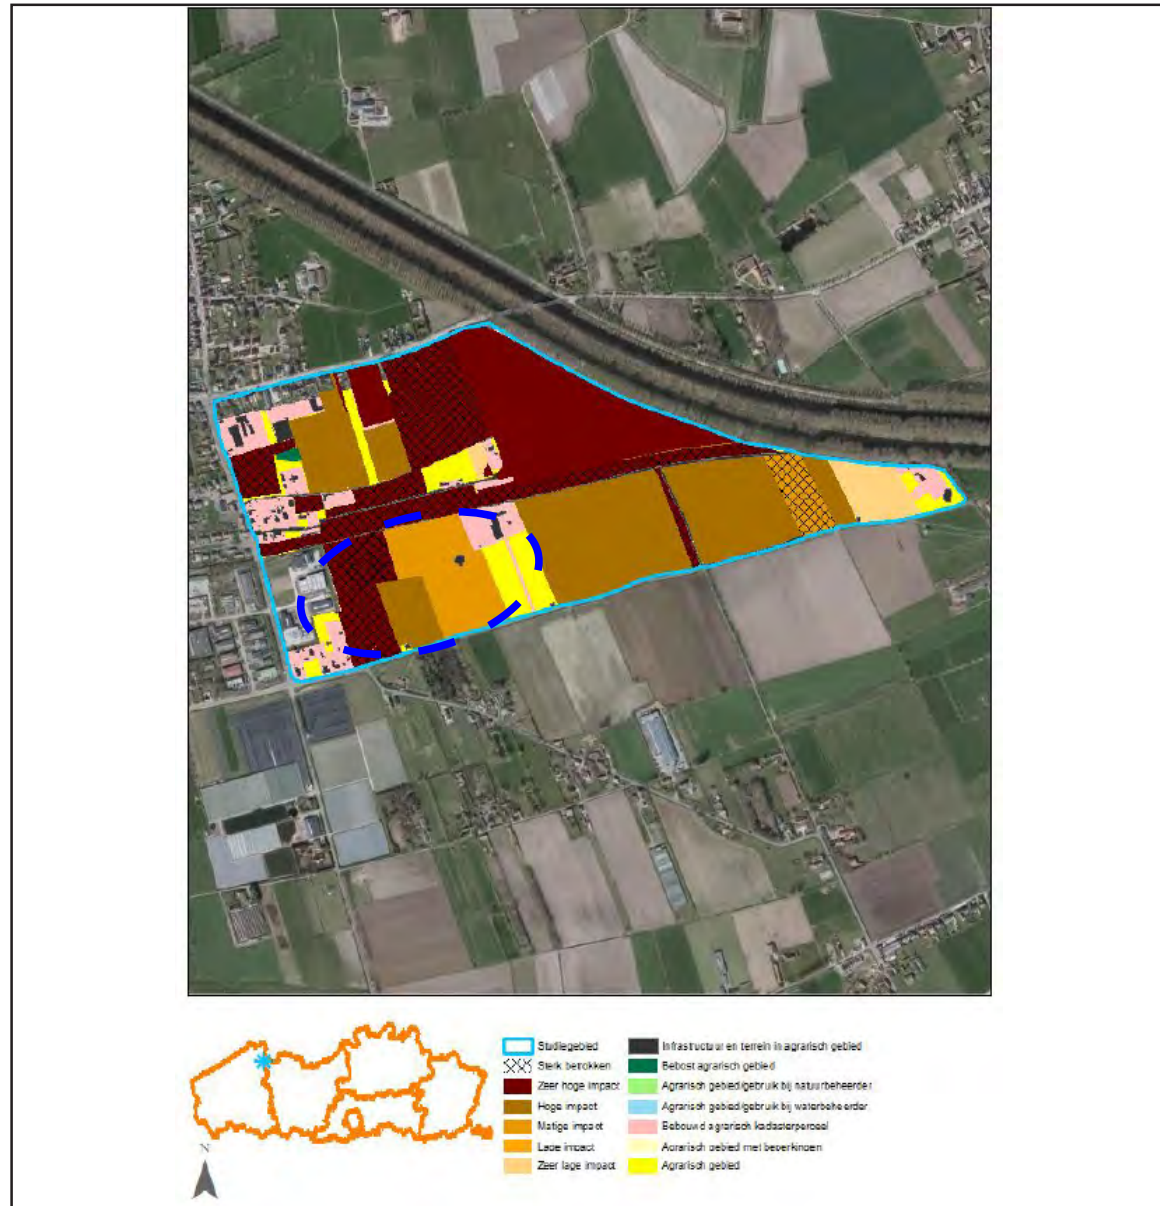 Studiegebied
Sterk betrokken
Zeer hoge impact
Hoge impact
Matige impact
Lage impact
Zeer lage impact
Infrastructuur en terrein in agrarisch gebied
Bebost agrarisch gebied
Agrarisch gebied/gebruik bij natuurbeheerder
Agrarisch gebied/gebruik bij waterbeheerder
Bebouwd agrarisch kadasterperceel
Agrarisch gebied met beperkingen
Agrarisch gebied
N